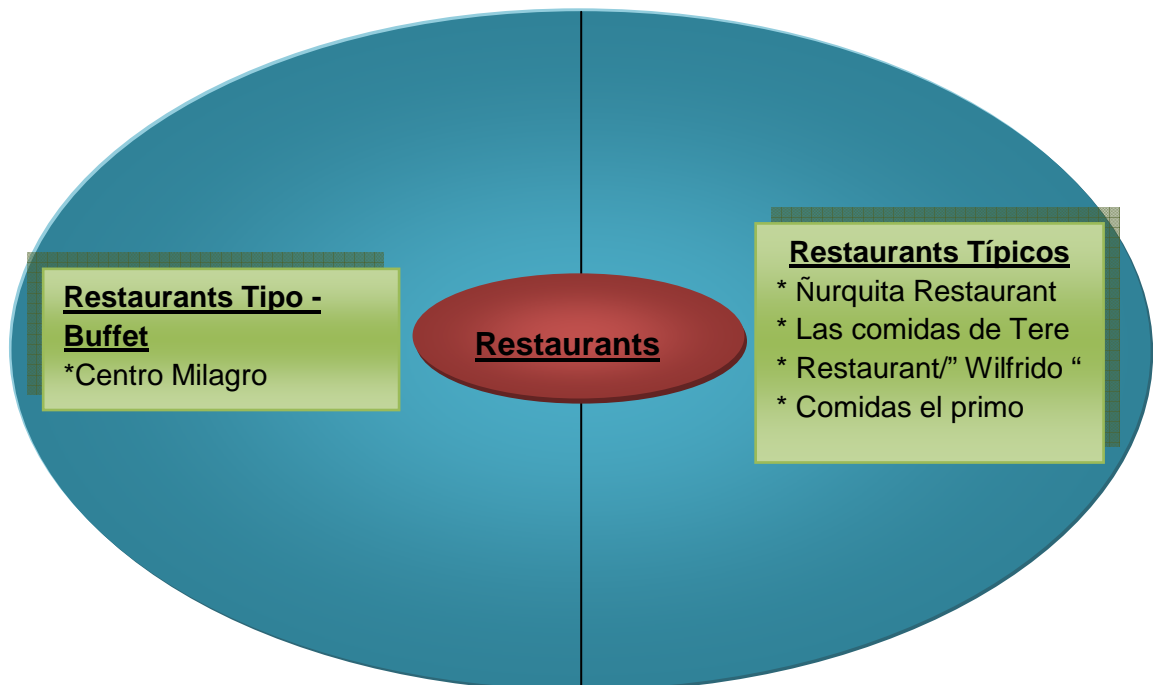 Restaurants Tipo -
Buffet
*Centro Milagro
Restaurants
Restaurants Típicos
* Ñurquita Restaurant
* Las comidas de Tere
* Restaurant/” Wilfrido “
* Comidas el primo